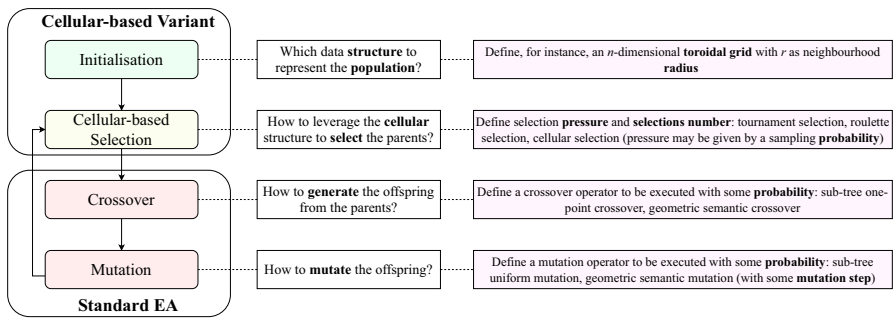 Cellular-based Variant
Initialisation
Which data structure to
represent the population?
Define, for instance, an n-dimensional toroidal grid with r as neighbourhood
radius
Cellular-based
Selection
How to leverage the cellular
structure to select the parents?
Define selection pressure and selections number: tournament selection, roulette
selection, cellular selection (pressure may be given by a sampling probability)
Crossover
How to generate the offspring
from the parents?
Define a crossover operator to be executed with some probability: sub-tree one-
point crossover, geometric semantic crossover
Mutation
How to mutate the offspring?
Define a mutation operator to be executed with some probability: sub-tree
uniform mutation, geometric semantic mutation (with some mutation step)
Standard EA